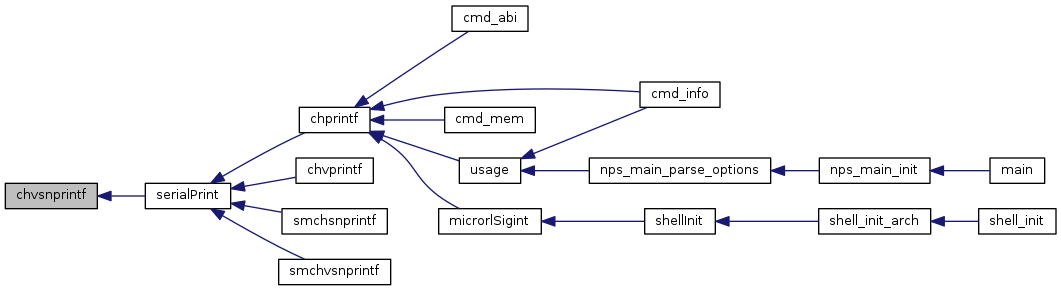 cmd_abi
cmd_info
chprintf
cmd_mem
chvprintf
usage
nps_main_parse_options
nps_main_init
main
chvsnprintf
serialPrint
smchsnprintf
microrlSigint
shellInit
shell_init_arch
shell_init
smchvsnprintf